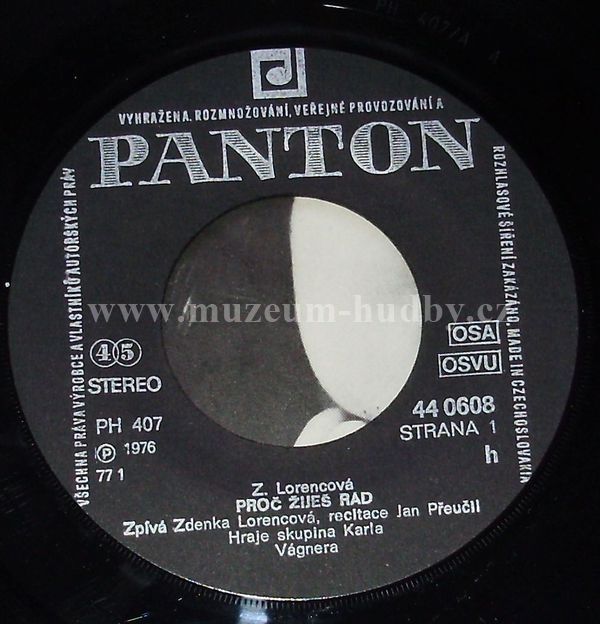 PH 407/A
VYHRAŽENA. ROZMNOŽOVÁNÍ, VEŘEJNÉ PROVOZOVÁNÍ A
PANTON
VŠECHNA PRÁVA VÝROBCE A VLASTNÍKŮ AUTORSKÝCH PRÁV
ROZHLASOVÉ ŠÍŘENÍ ZAKÁZÁNO, MADE IN CZECHOSLOVAKIA
www.muzeum-hudby.cz
45
STEREO
OSA
OSVU
PH 407
Ⓟ 1976
77 1
44 0608
STRANA 1
h
Z. Lorencová
PROČ ŽIJEŠ RAD
Zpívá Zdenka Lorencová, recitace Jan Přeučil
Hraje skupina Karla
Vágnera